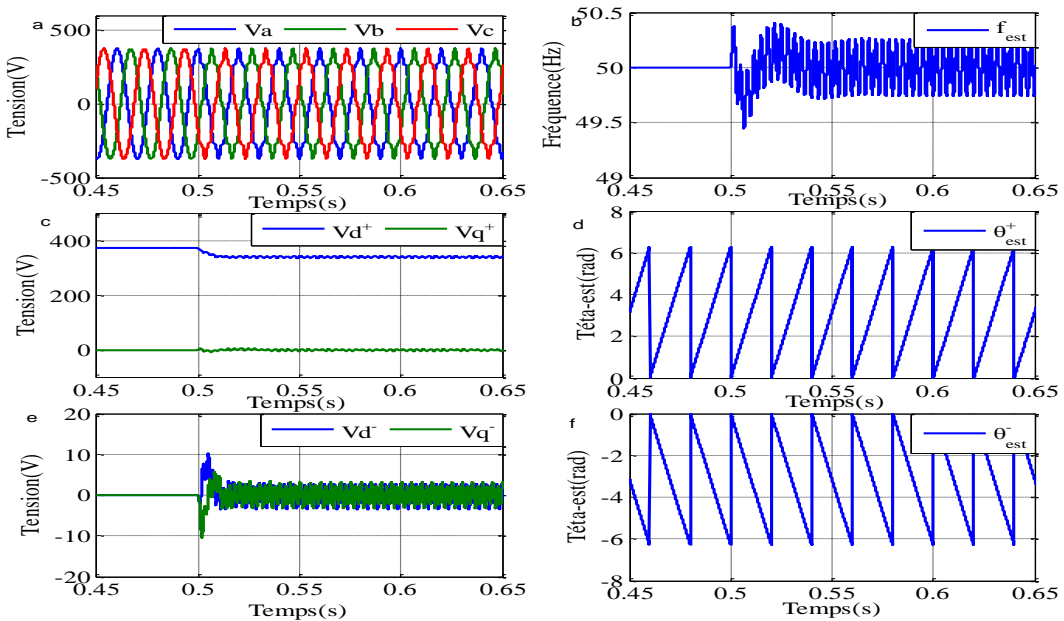 a
Va Vb Vc
Tension(V)
500
0
-500
0.45 0.5 0.55 0.6 0.65
Temps(s)
b
f_est
Fréquence(Hz)
50.5
50
49.5
49
0.45 0.5 0.55 0.6 0.65
Temps(s)
c
Vd+ Vq+
Tension(V)
400
200
0
0.45 0.5 0.55 0.6 0.65
Temps(s)
d
θ+est
Téta-est(rad)
8
6
4
2
0
0.45 0.5 0.55 0.6 0.65
Temps(s)
e
Vd- Vq-
Tension(V)
20
10
0
-10
-20
0.45 0.5 0.55 0.6 0.65
Temps(s)
f
θ-est
Téta-est(rad)
0
-2
-4
-6
-8
0.45 0.5 0.55 0.6 0.65
Temps(s)